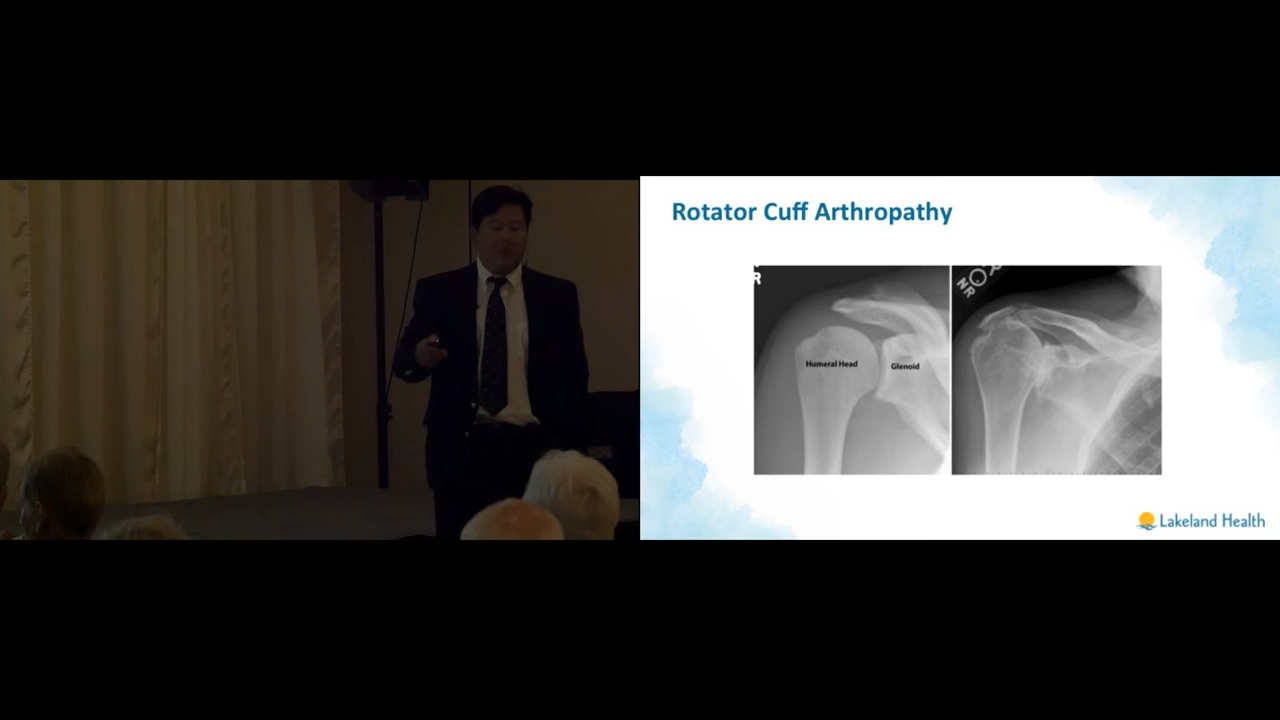 Rotator Cuff Arthropathy
R
NR
R
Humeral Head
Glenoid
Lakeland Health